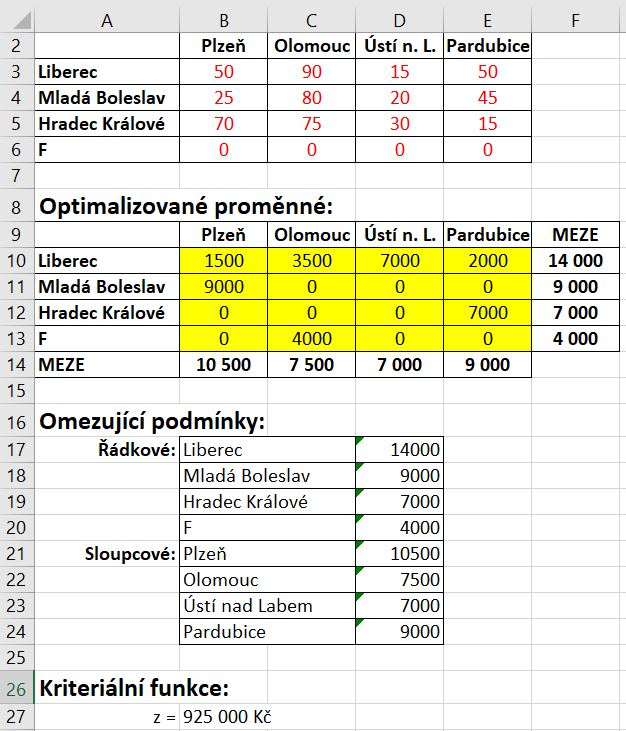 A B C D E F
2 Plzeň Olomouc Ústí n. L. Pardubice
3 Liberec 50 90 15 50
4 Mladá Boleslav 25 80 20 45
5 Hradec Králové 70 75 30 15
6 F 0 0 0 0
7
8 Optimalizované proměnné:
9 Plzeň Olomouc Ústí n. L. Pardubice MEZE
10 Liberec 1500 3500 7000 2000 14 000
11 Mladá Boleslav 9000 0 0 0 9 000
12 Hradec Králové 0 0 0 7000 7 000
13 F 0 4000 0 0 4 000
14 MEZE 10 500 7 500 7 000 9 000
15
16 Omezující podmínky:
17 Řádkové: Liberec 14000
18 Mladá Boleslav 9000
19 Hradec Králové 7000
20 F 4000
21 Sloupcové: Plzeň 10500
22 Olomouc 7500
23 Ústí nad Labem 7000
24 Pardubice 9000
25
26 Kriteriální funkce:
27 z = 925 000 Kč